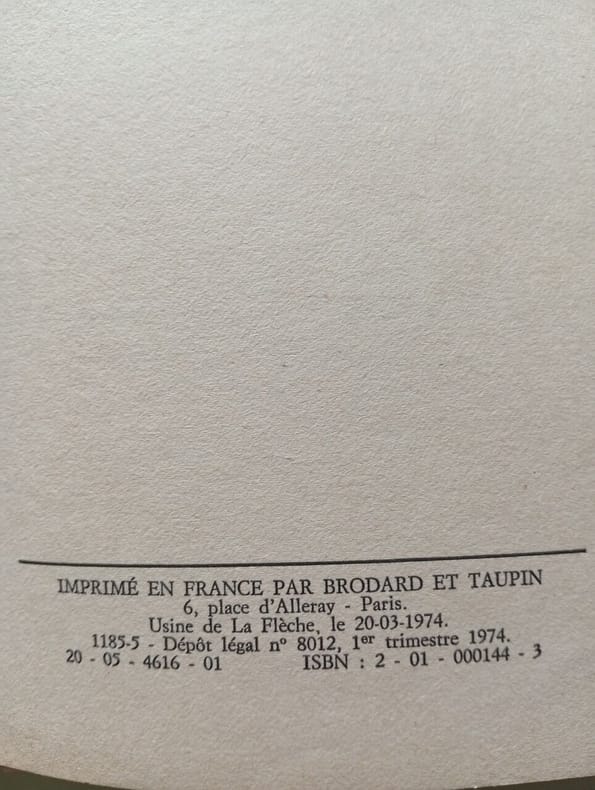 IMPRIMÉ EN FRANCE PAR BRODARD ET TAUPIN
6, place d'Alleray - Paris.
Usine de La Flèche, le 20-03-1974.
1185-5 - Dépôt légal nº 8012, 1er trimestre 1974.
20 - 05 - 4616 - 01 ISBN : 2 - 01 - 000144 - 3